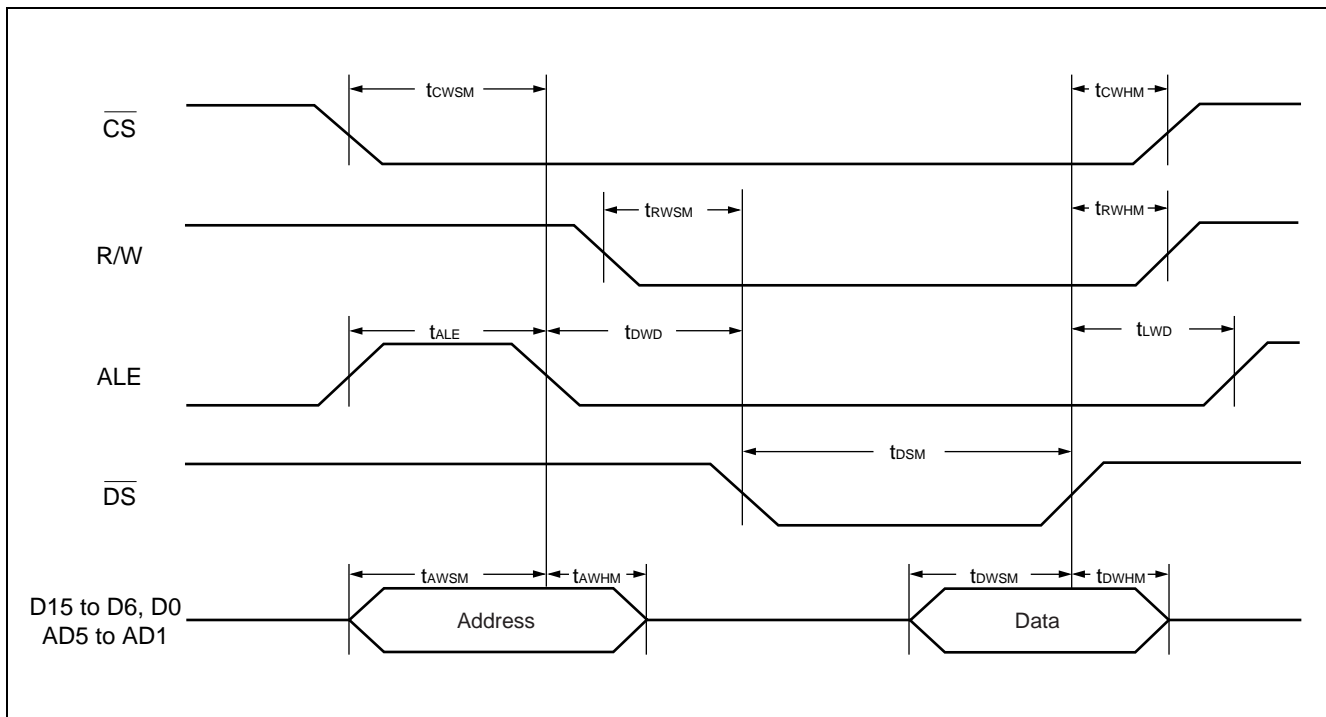 tCWSM
tCWHM
CS
tRWSM
tRWHM
R/W
tALE
tDWD
tLWD
ALE
tDSM
DS
tAWSM
tAWHM
tDWSM
tDWHM
D15 to D6, D0
AD5 to AD1
Address
Data